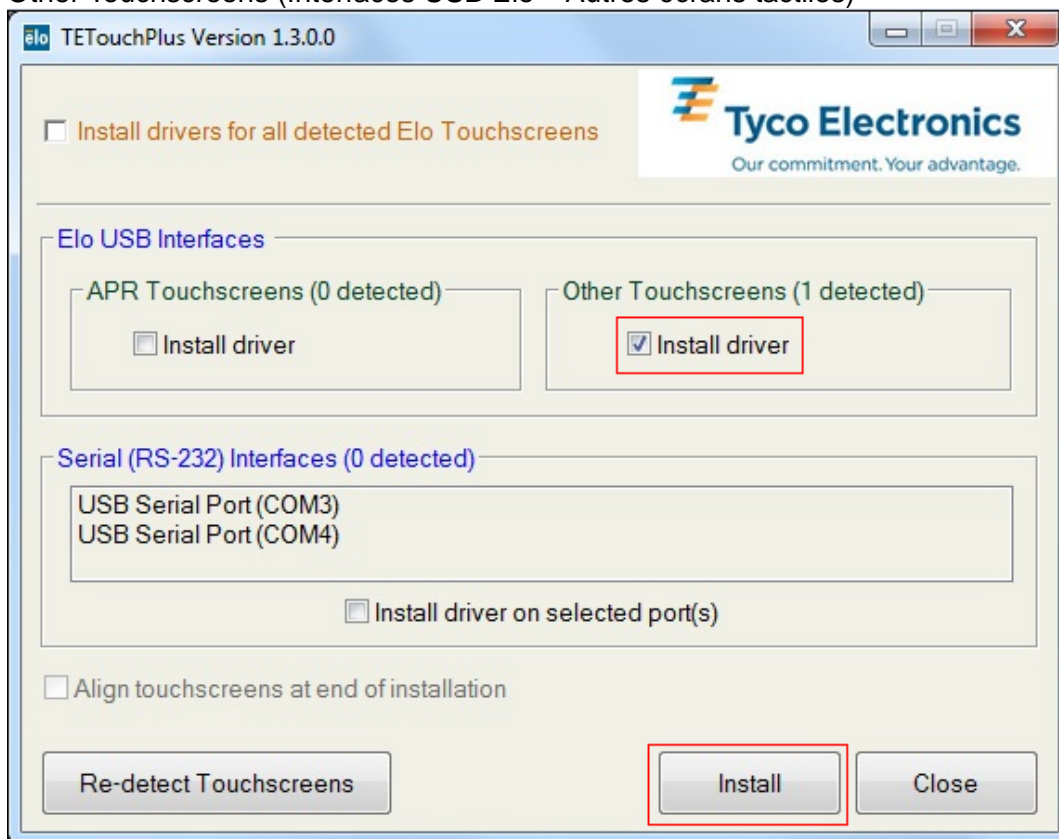 Other Touchscreens (Interfaces USB Elo – Autres écrans tactiles)
elo TETouchPlus Version 1.3.0.0
Install drivers for all detected Elo Touchscreens
Tyco Electronics
Our commitment. Your advantage.
Elo USB Interfaces
APR Touchscreens (0 detected)
Other Touchscreens (1 detected)
Install driver
Install driver
Serial (RS-232) Interfaces (0 detected)
USB Serial Port (COM3)
USB Serial Port (COM4)
Install driver on selected port(s)
Align touchscreens at end of installation
Re-detect Touchscreens
Install
Close